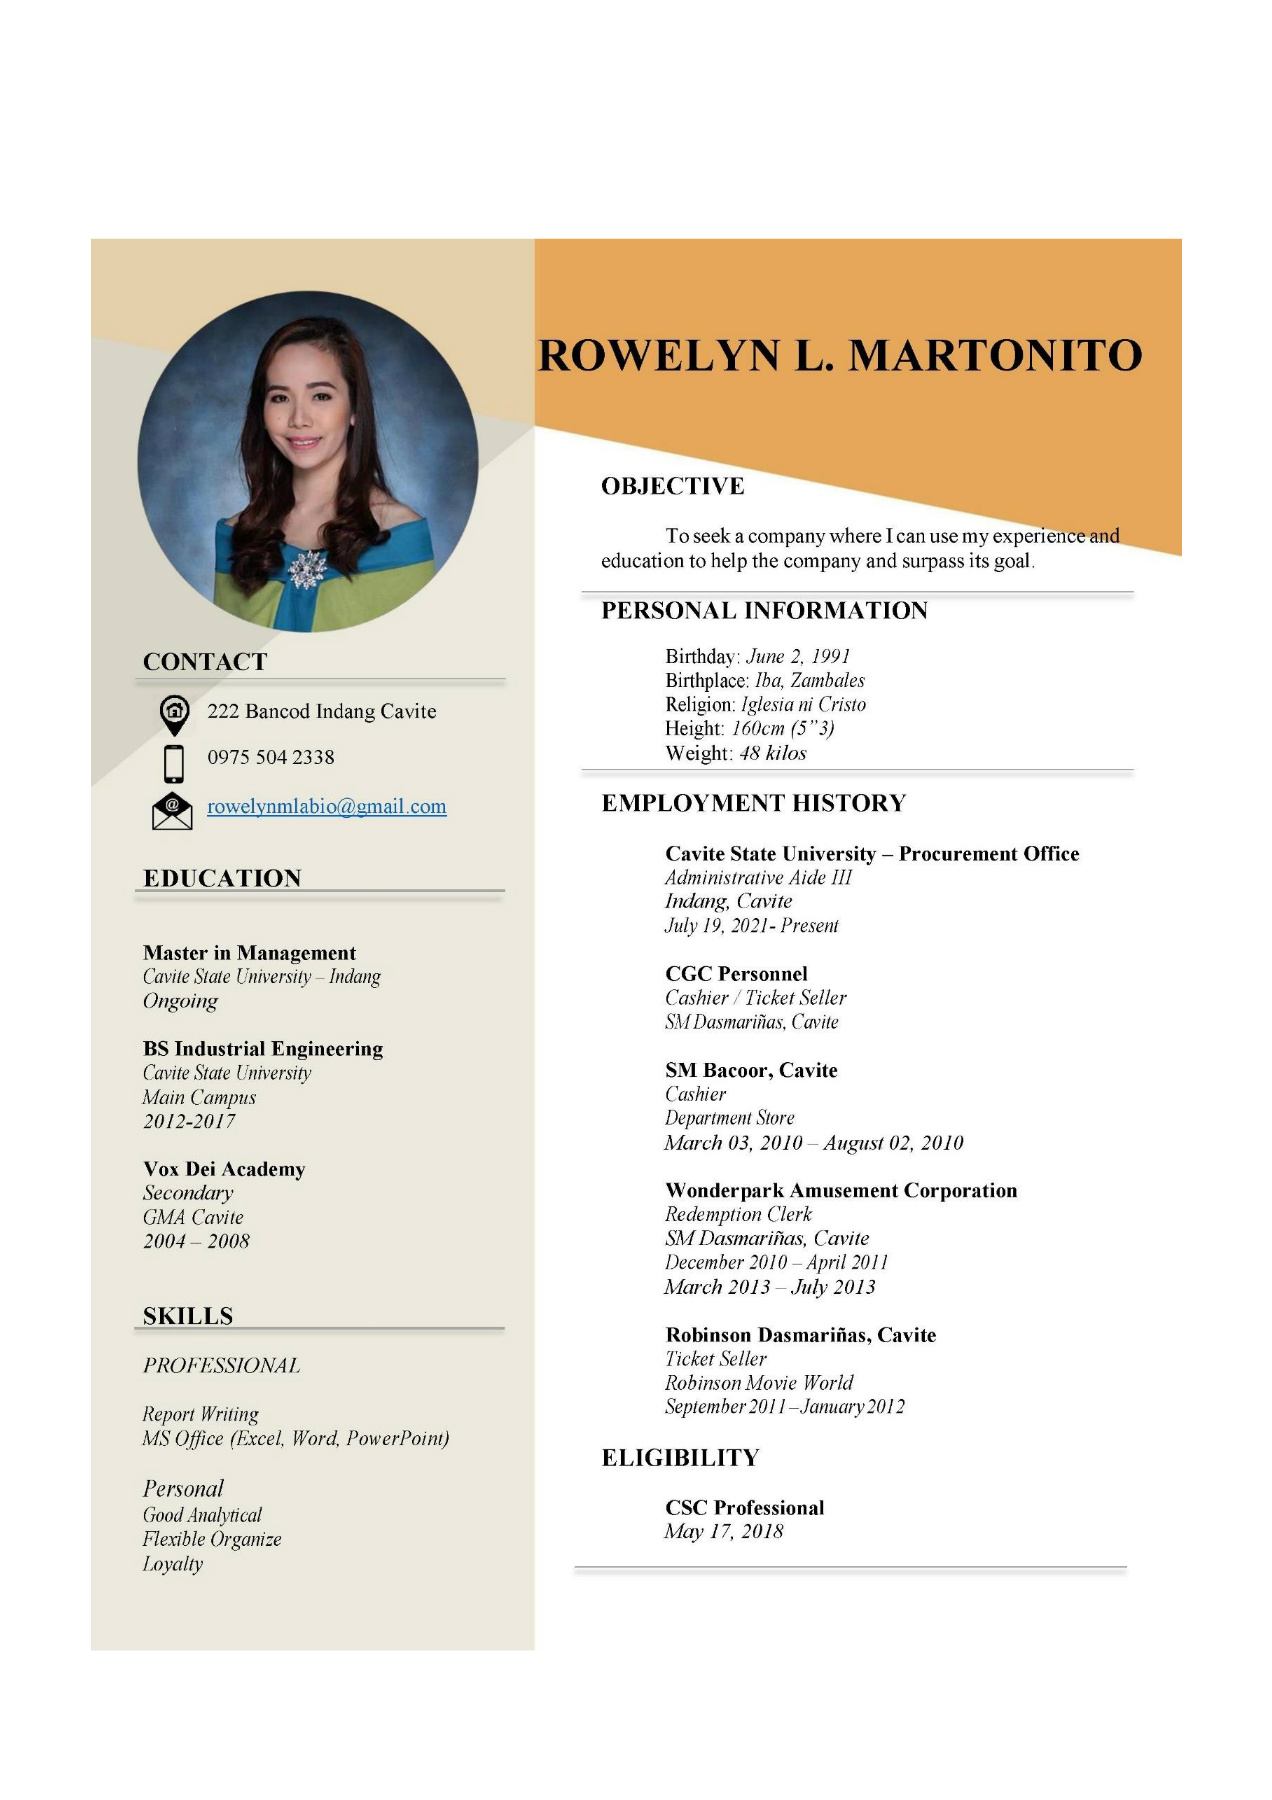 ROWELYN L. MARTONITO
CONTACT
222 Bancod Indang Cavite
0975 504 2338
@
rowelynmlabio@gmail.com
EDUCATION
Master in Management
Cavite State University – Indang
Ongoing
BS Industrial Engineering
Cavite State University
Main Campus
2012-2017
Vox Dei Academy
Secondary
GMA Cavite
2004 – 2008
SKILLS
PROFESSIONAL
Report Writing
MS Office (Excel, Word, PowerPoint)
Personal
Good Analytical
Flexible Organize
Loyalty
OBJECTIVE
To seek a company where I can use my experience and
education to help the company and surpass its goal.
PERSONAL INFORMATION
Birthday: June 2, 1991
Birthplace: Iba, Zambales
Religion: Iglesia ni Cristo
Height: 160cm (5”3)
Weight: 48 kilos
EMPLOYMENT HISTORY
Cavite State University – Procurement Office
Administrative Aide III
Indang, Cavite
July 19, 2021- Present
CGC Personnel
Cashier / Ticket Seller
SM Dasmariñas, Cavite
SM Bacoor, Cavite
Cashier
Department Store
March 03, 2010 – August 02, 2010
Wonderpark Amusement Corporation
Redemption Clerk
SM Dasmariñas, Cavite
December 2010 – April 2011
March 2013 – July 2013
Robinson Dasmariñas, Cavite
Ticket Seller
Robinson Movie World
September 2011 – January 2012
ELIGIBILITY
CSC Professional
May 17, 2018